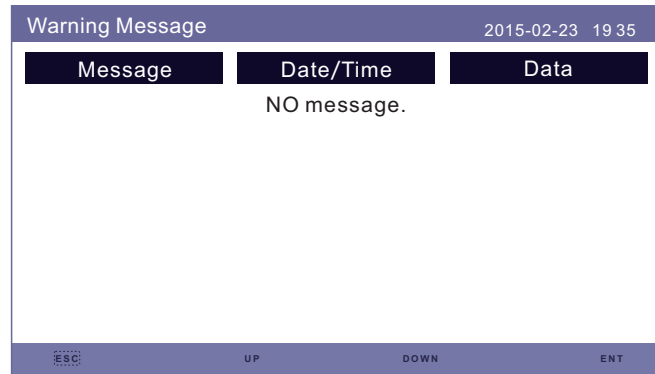 Warning Message 2015-02-23 19 35
Message Date/Time Data
NO message.
ESC UP DOWN ENT